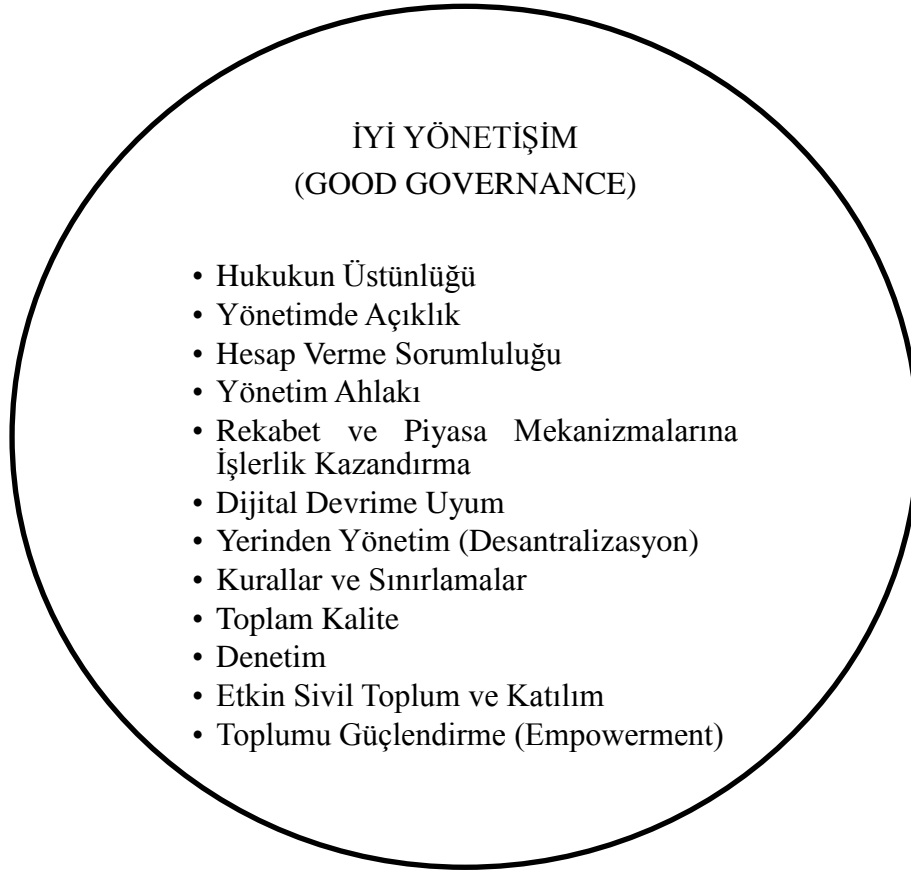 İYİ YÖNETİŞİM
(GOOD GOVERNANCE)
• Hukukun Üstünlüğü
• Yönetimde Açıklık
• Hesap Verme Sorumluluğu
• Yönetim Ahlakı
• Rekabet ve Piyasa Mekanizmalarına
İşlerlik Kazandırma
• Dijital Devrime Uyum
• Yerinden Yönetim (Desantralizasyon)
• Kurallar ve Sınırlamalar
• Toplam Kalite
• Denetim
• Etkin Sivil Toplum ve Katılım
• Toplumu Güçlendirme (Empowerment)